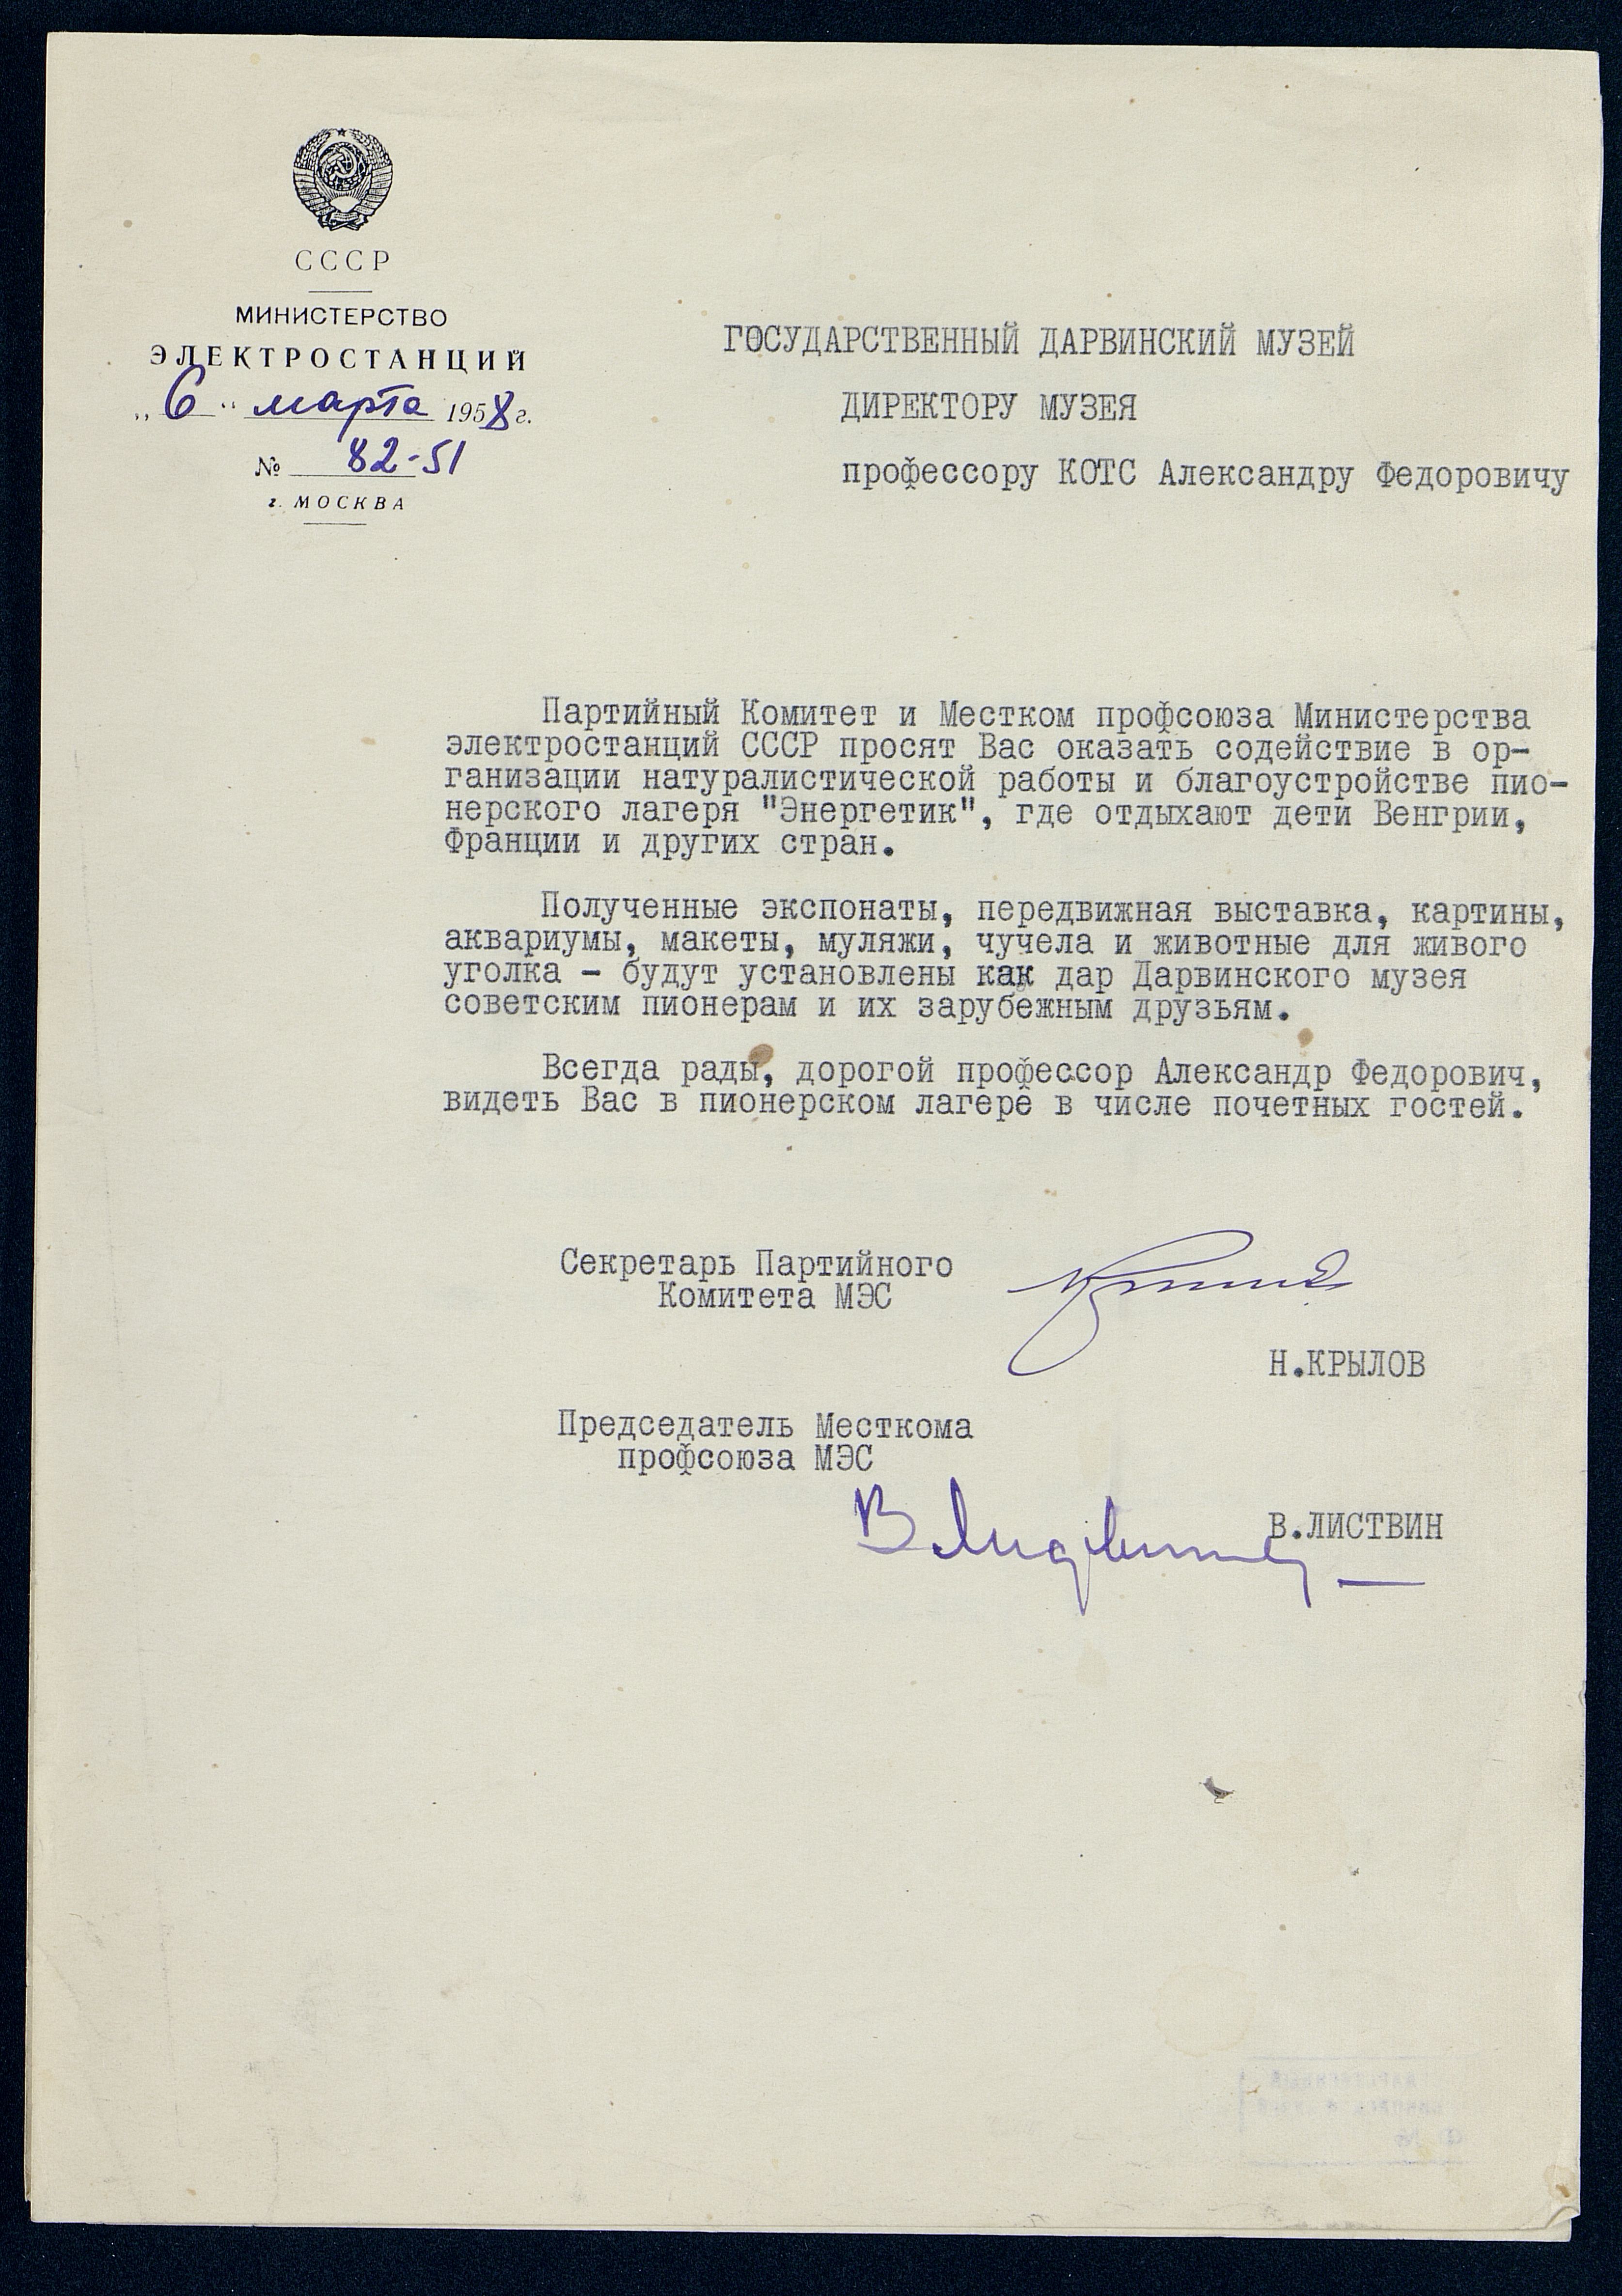 СССР
МИНИСТЕРСТВО
ЭЛЕКТРОСТАНЦИЙ
„ 6 " марта 1958 г.
№ 82-51
г. МОСКВА
ГОСУДАРСТВЕННЫЙ ДАРВИНСКИЙ МУЗЕЙ
ДИРЕКТОРУ МУЗЕЯ
профессору КОТС Александру Федоровичу
Партийный Комитет и Местком профсоюза Министерства
электростанций СССР просят Вас оказать содействие в ор-
ганизации натуралистической работы и благоустройстве пио-
нерского лагеря "Энергетик", где отдыхают дети Венгрии,
Франции и других стран.
Полученные экспонаты, передвижная выставка, картины,
аквариумы, макеты, муляжи, чучела и животные для живого
уголка - будут установлены как дар Дарвинского музея
советским пионерам и их зарубежным друзьям.
Всегда рады, дорогой профессор Александр Федорович,
видеть Вас в пионерском лагере в числе почетных гостей.
Секретарь Партийного
Комитета МЭС
Н.КРЫЛОВ
Председатель Месткома
профсоюза МЭС
В.ЛИСТВИН